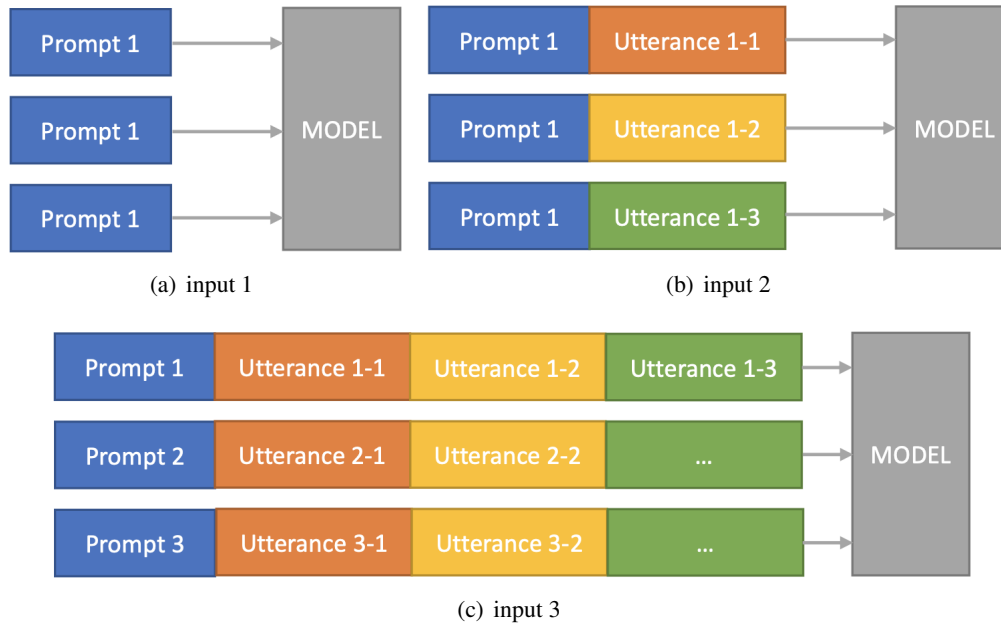 Prompt 1
Prompt 1
Prompt 1
MODEL
(a) input 1
Prompt 1 Utterance 1-1
Prompt 1 Utterance 1-2
Prompt 1 Utterance 1-3
MODEL
(b) input 2
Prompt 1 Utterance 1-1 Utterance 1-2 Utterance 1-3
Prompt 2 Utterance 2-1 Utterance 2-2 ...
Prompt 3 Utterance 3-1 Utterance 3-2 ...
MODEL
(c) input 3